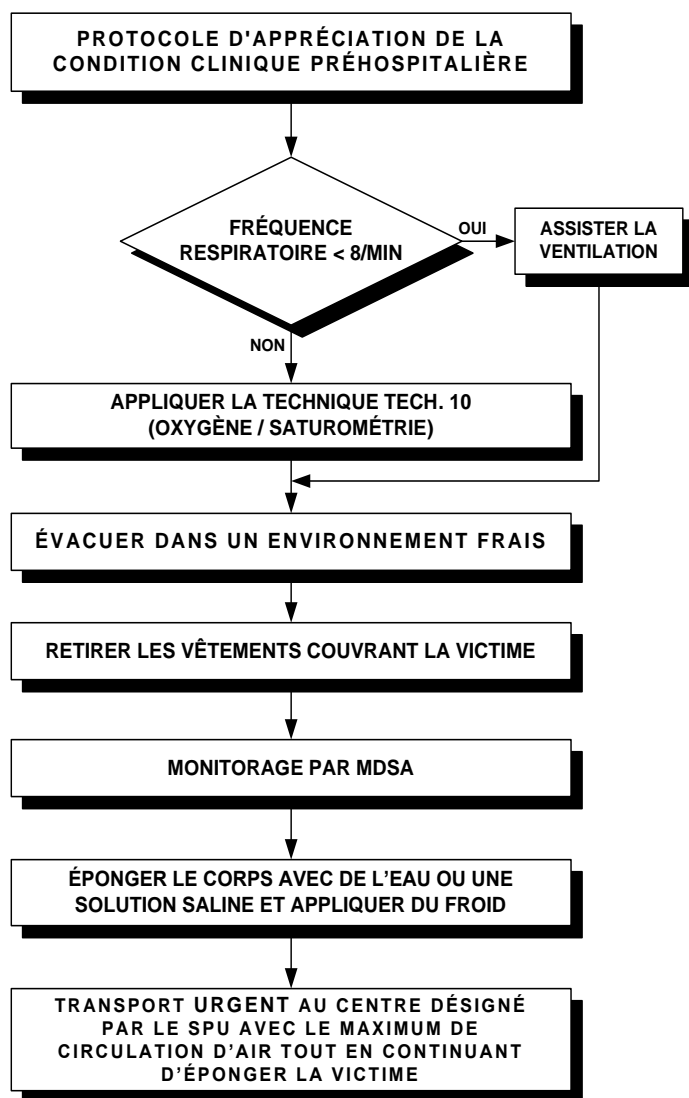 PROTOCOLE D'APPRÉCIATION DE LA
CONDITION CLINIQUE PRÉHOSPITALIÈRE
FRÉQUENCE
RESPIRATOIRE < 8/MIN
OUI
ASSISTER LA
VENTILATION
NON
APPLIQUER LA TECHNIQUE TECH. 10
(OXYGÈNE / SATUROMÉTRIE)
ÉVACUER DANS UN ENVIRONNEMENT FRAIS
RETIRER LES VÊTEMENTS COUVRANT LA VICTIME
MONITORAGE PAR MDSA
ÉPONGER LE CORPS AVEC DE L’EAU OU UNE
SOLUTION SALINE ET APPLIQUER DU FROID
TRANSPORT URGENT AU CENTRE DÉSIGNÉ
PAR LE SPU AVEC LE MAXIMUM DE
CIRCULATION D’AIR TOUT EN CONTINUANT
D’ÉPONGER LA VICTIME